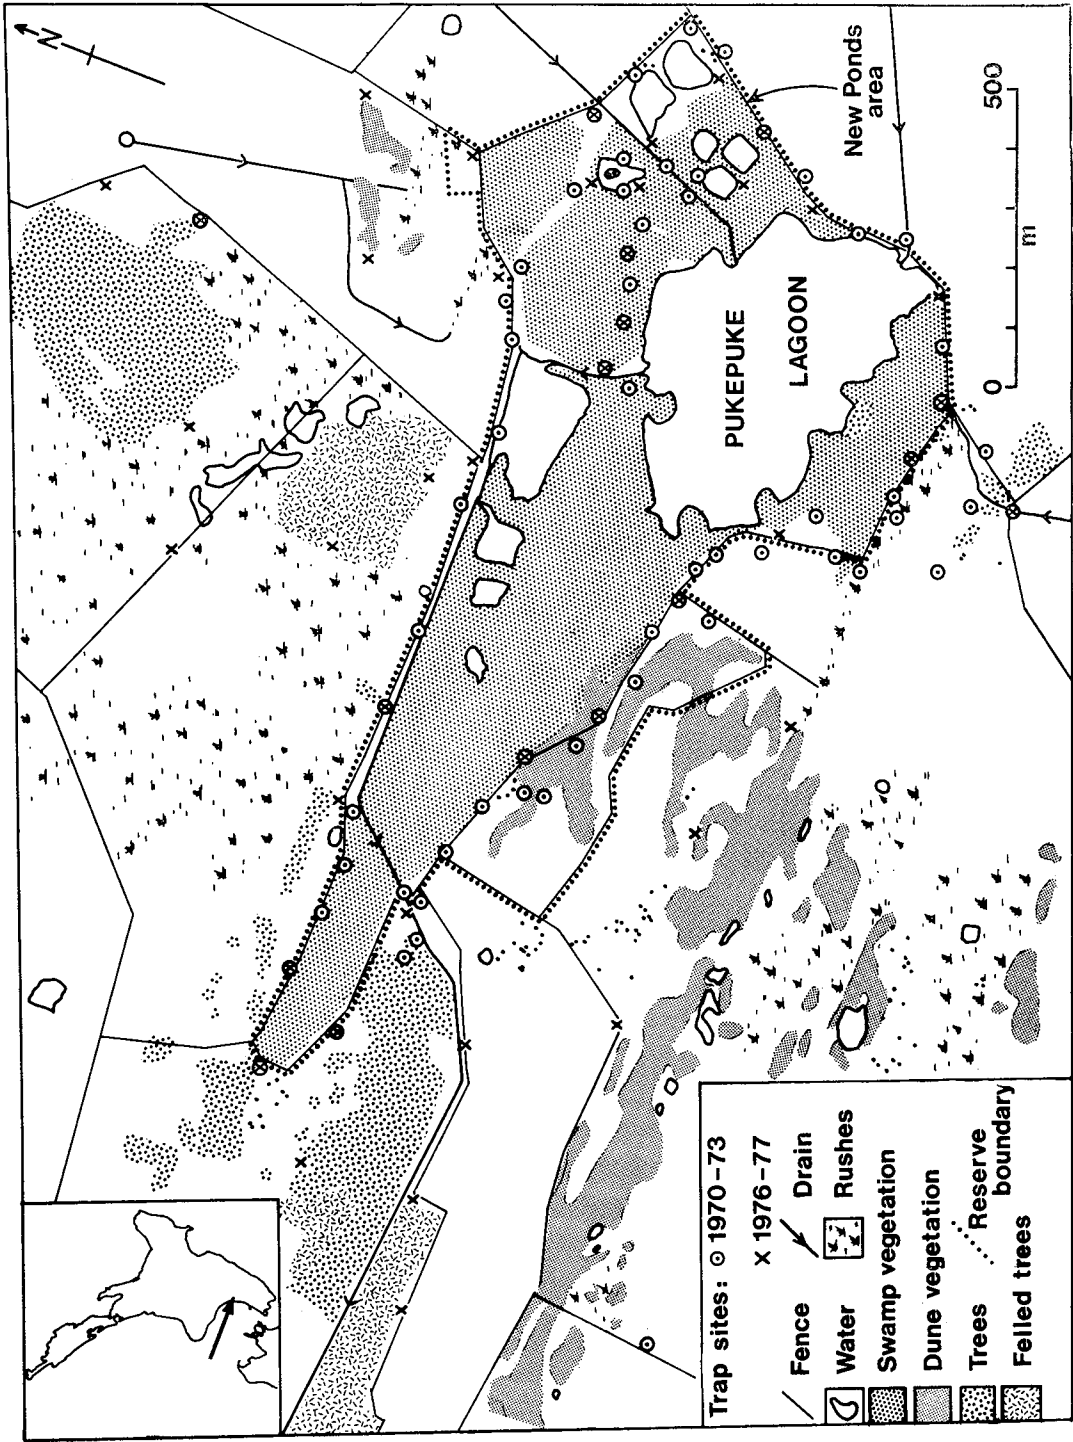 N
New Ponds
area
500
m
0
PUKEPUKE
LAGOON
Trap sites: ⊙ 1970-73
x 1976-77
Fence
Drain
Water
Rushes
Swamp vegetation
Dune vegetation
Trees
Reserve
boundary
Felled trees